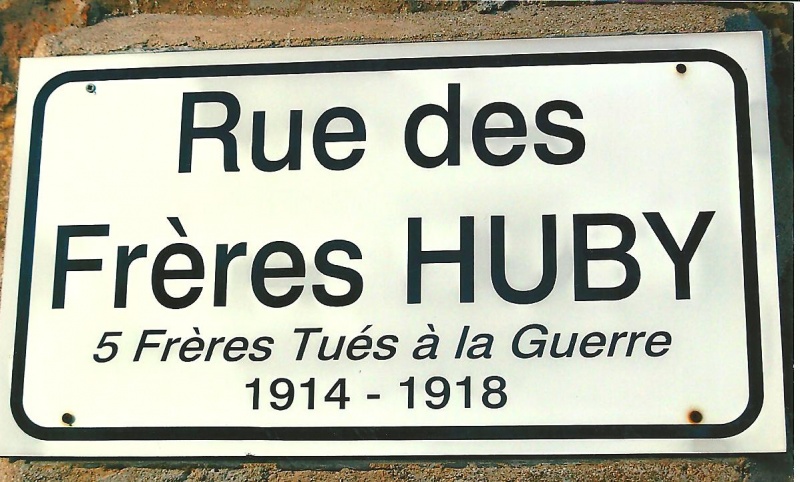 Rue des
Frères HUBY
5 Frères Tués à la Guerre
1914 - 1918